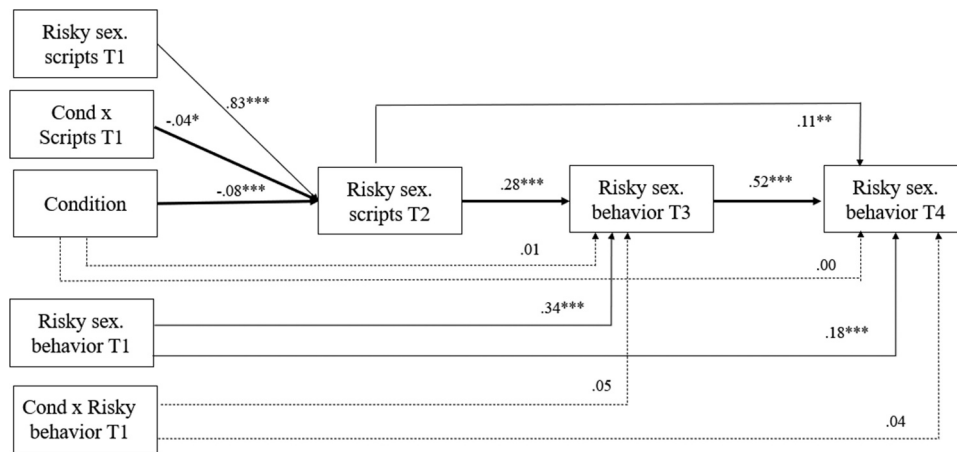 Risky sex.
scripts T1
.83***
Cond x
Scripts T1
-.04*
.11**
Condition
-.08***
Risky sex.
scripts T2
.28***
Risky sex.
behavior T3
.52***
Risky sex.
behavior T4
.01
.00
Risky sex.
behavior T1
.34***
.18***
Cond x Risky
behavior T1
.05
.04